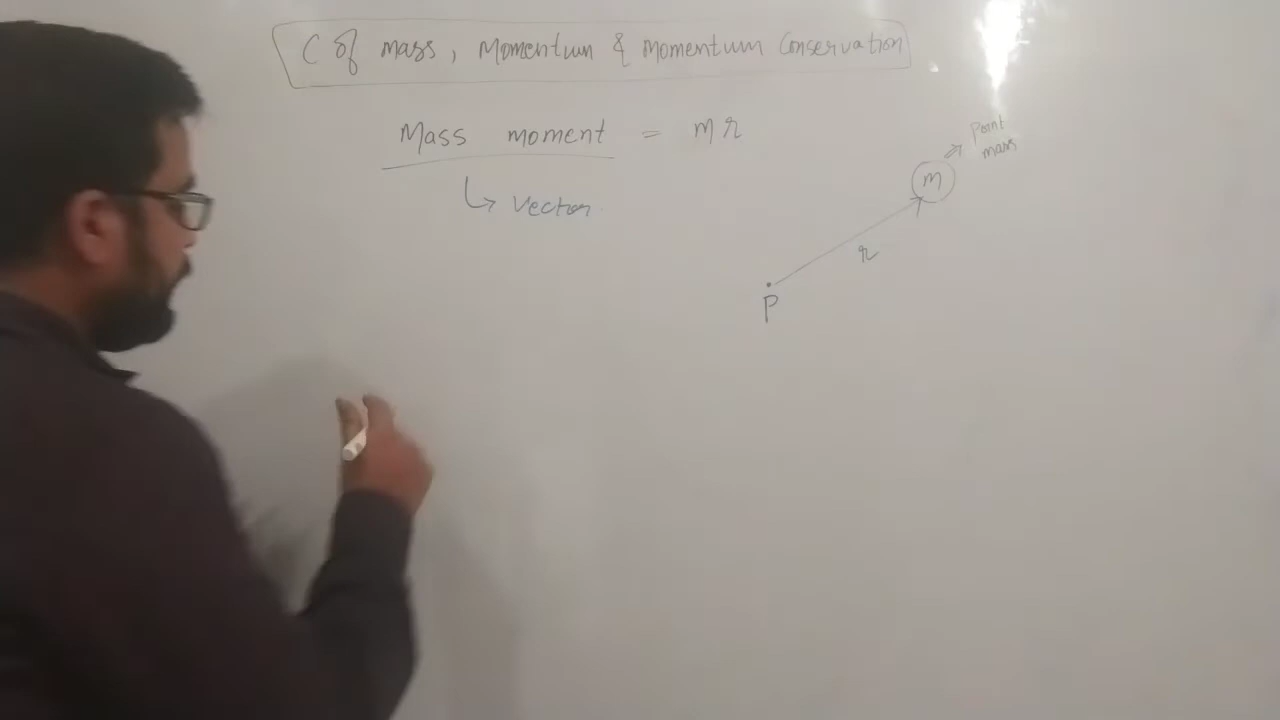 C of mass, Momentum & Momentum Conservation
Mass moment = mr
↳ vector
Point
mass
m
r
P